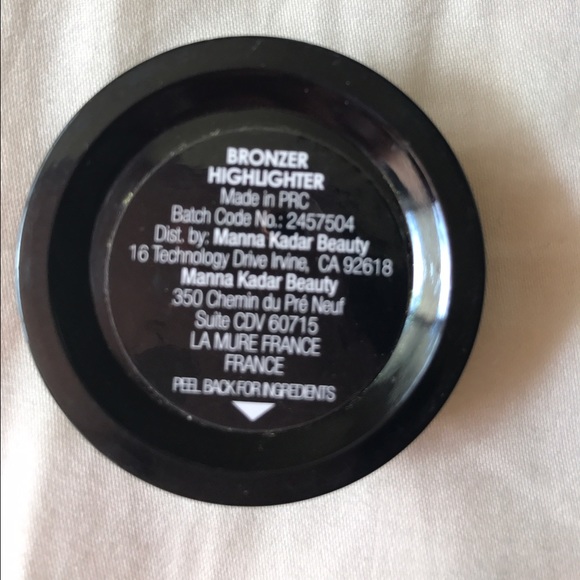 BRONZER
HIGHLIGHTER
Made in PRC
Batch Code No.: 2457504
Dist. by: Manna Kadar Beauty
16 Technology Drive Irvine, CA 92618
Manna Kadar Beauty
350 Chemin du Pré Neuf
Suite CDV 60715
LA MURE FRANCE
FRANCE
PEEL BACK FOR INGREDIENTS